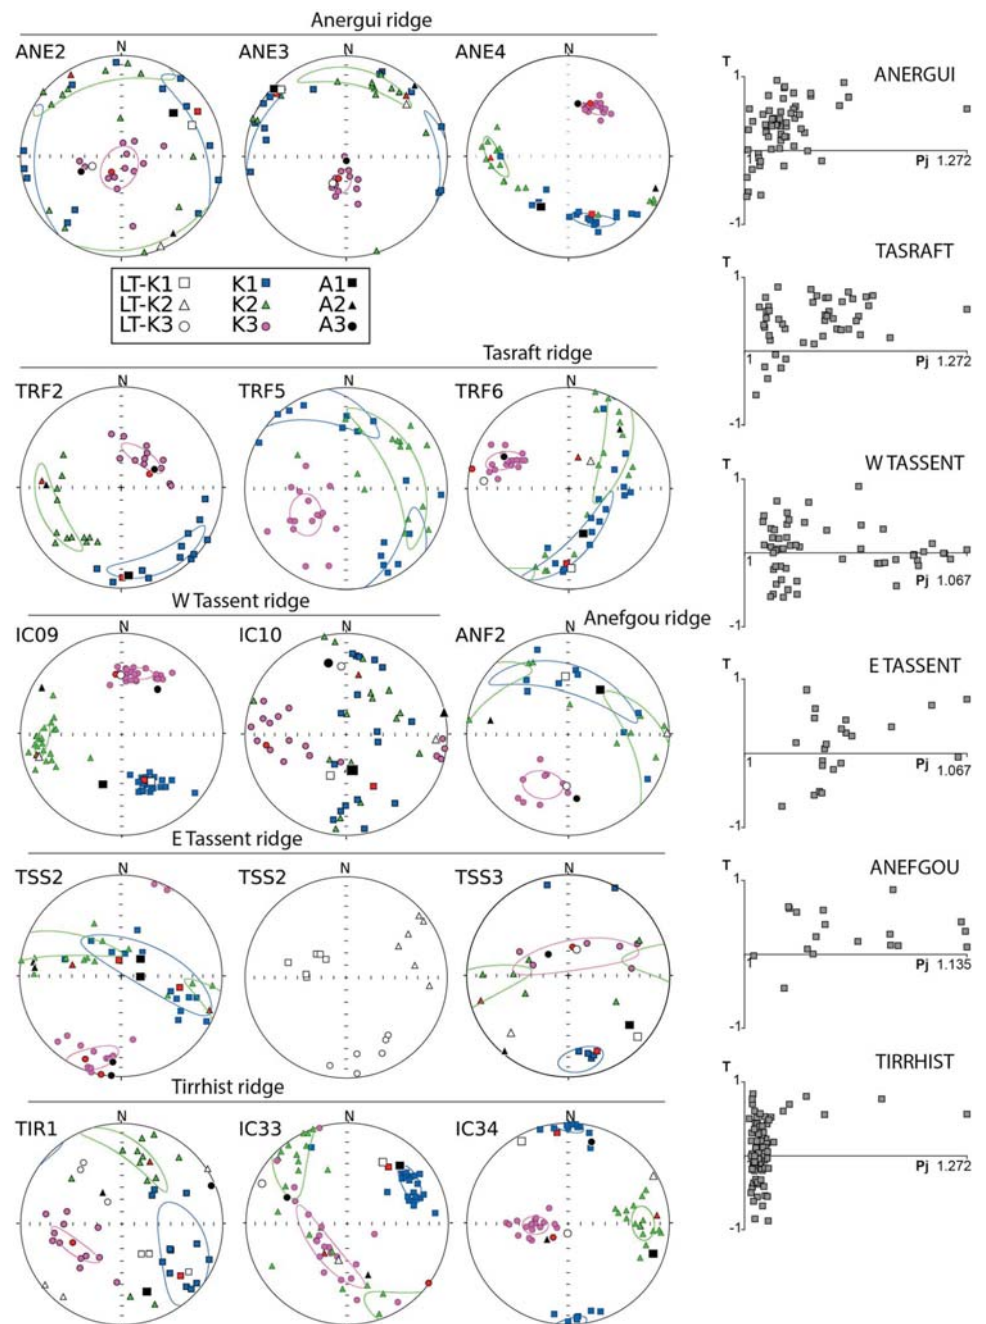 Anergui ridge
ANE2 N ANE3 N ANE4 N
LT-K1 K1 A1
LT-K2 K2 A2
LT-K3 K3 A3
Tasraft ridge
TRF2 N TRF5 N TRF6 N
W Tassent ridge
Anefgou ridge
IC09 N IC10 N ANF2 N
E Tassent ridge
TSS2 N TSS2 N TSS3 N
Tirrhist ridge
TIR1 N IC33 N IC34 N
T ANERGUI
1
1 Pj 1.272
-1
TASRAFT
T
1
1 Pj 1.272
-1
T W TASSENT
1
1 Pj 1.067
-1
T E TASSENT
1
1 Pj 1.067
-1
T ANEFGOU
1
1 Pj 1.135
-1
T TIRRHIST
1
Pj 1.272
-1